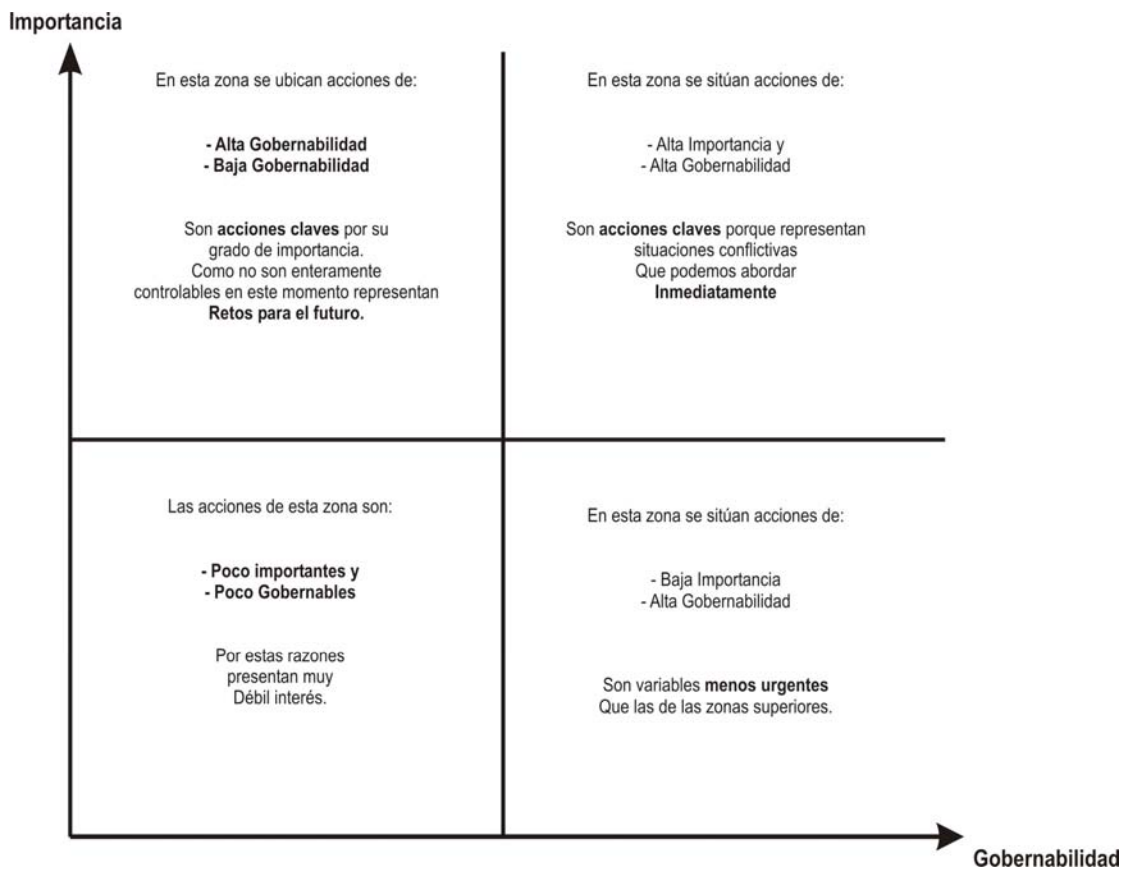 Importancia
En esta zona se ubican acciones de:
- Alta Gobernabilidad
- Baja Gobernabilidad
Son acciones claves por su
grado de importancia.
Como no son enteramente
controlables en este momento representan
Retos para el futuro.
En esta zona se sitúan acciones de:
- Alta Importancia y
- Alta Gobernabilidad
Son acciones claves porque representan
situaciones conflictivas
Que podemos abordar
Inmediatamente
Las acciones de esta zona son:
- Poco importantes y
- Poco Gobernables
Por estas razones
presentan muy
Débil interés.
En esta zona se sitúan acciones de:
- Baja Importancia
- Alta Gobernabilidad
Son variables menos urgentes
Que las de las zonas superiores.
Gobernabilidad